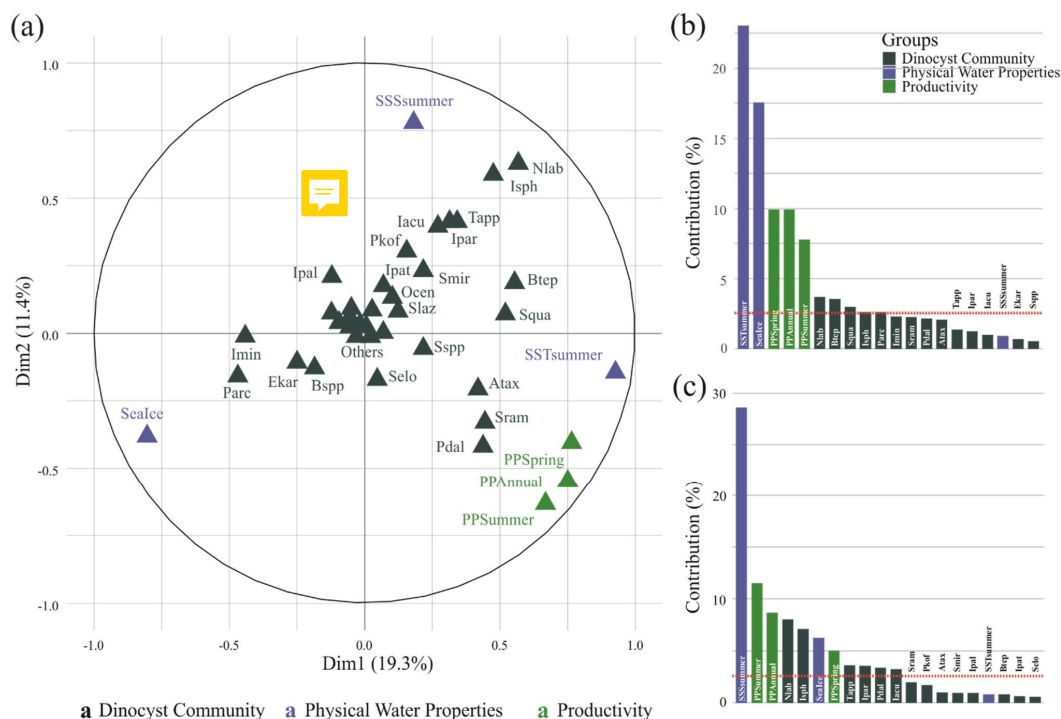 (a)
1.0
0.5
0.0
-0.5
-1.0
Dim2 (11.4%)
SSSsummer
Nlab
Isph
Tapp
Iacu
Ipar
Pkof
Ipal
Ipat
Smir
Btep
Ocen
Slaz
Squa
Imin
Others
Sspp
SSTsummer
Parc
Ekar
Bspp
Selo
Atax
SeaIce
Sram
Pdal
PPSpring
PPAnnual
PPSummer
-1.0 -0.5 0.0 0.5 1.0
Dim1 (19.3%)
a Dinocyst Community a Physical Water Properties a Productivity
(b)
Groups
Dinocyst Community
Physical Water Properties
Productivity
Contribution (%)
20
15
10
5
0
SSTsummer SeaIce PPSpring PPAnnual PPSummer Nlab Btep Squa Isph Parc Imin Sram Pdal Atax Tapp Ipar Iacu SSSsummer Ekar Sspp
(c)
Contribution (%)
30
20
10
0
SSSsummer PPSummer PPAnnual Nlab Isph SeaIce PPSpring Tapp Ipar Pdal Iacu Sram Pkof Atax Smir Ipal SSTsummer Btep Ipat Selo